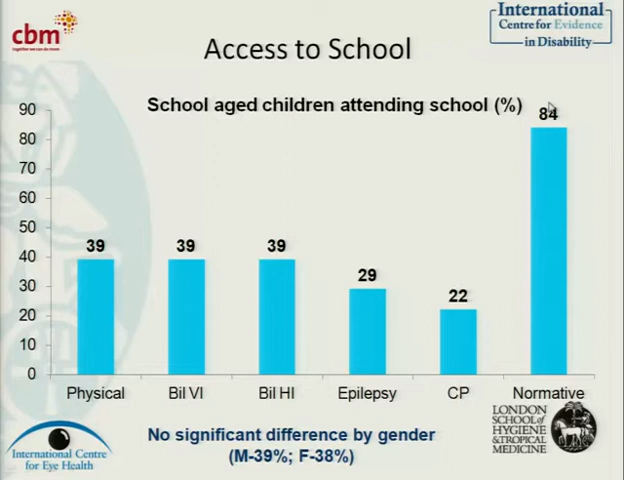 cbm
together we can do more
International
Centre for Evidence
in Disability
Access to School
School aged children attending school (%)
90
80
70
60
50
40
30
20
10
0
39
39
39
29
22
84
Physical
Bil VI
Bil HI
Epilepsy
CP
Normative
No significant difference by gender
(M-39%; F-38%)
International Centre
for Eye Health
LONDON
SCHOOL of
HYGIENE
&TROPICAL
MEDICINE